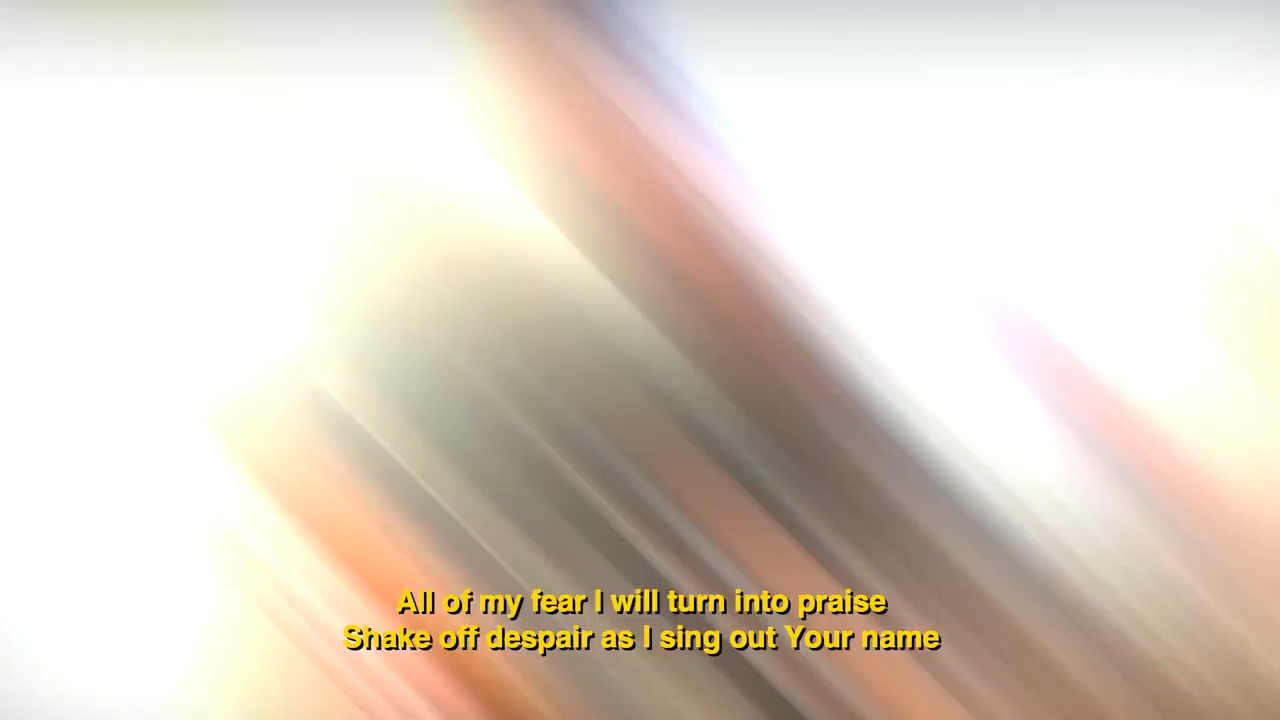 All of my fear I will turn into praise
Shake off despair as I sing out Your name